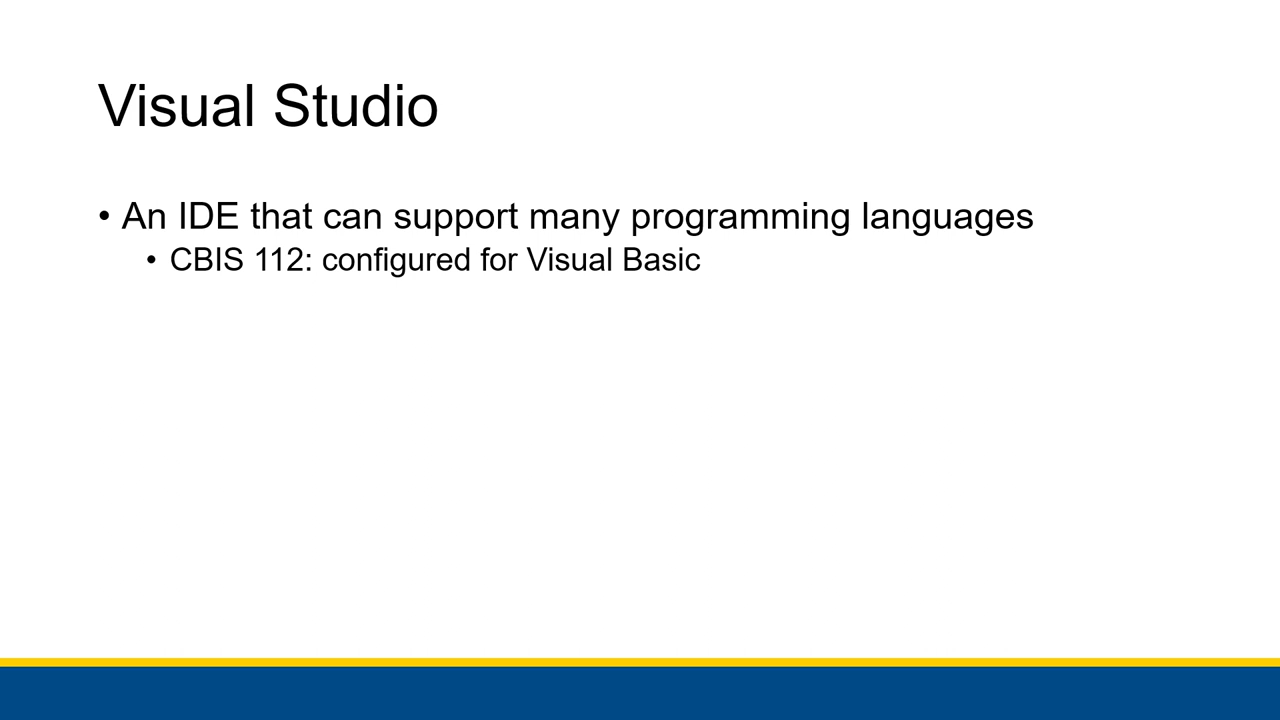 Visual Studio
• An IDE that can support many programming languages
• CBIS 112: configured for Visual Basic